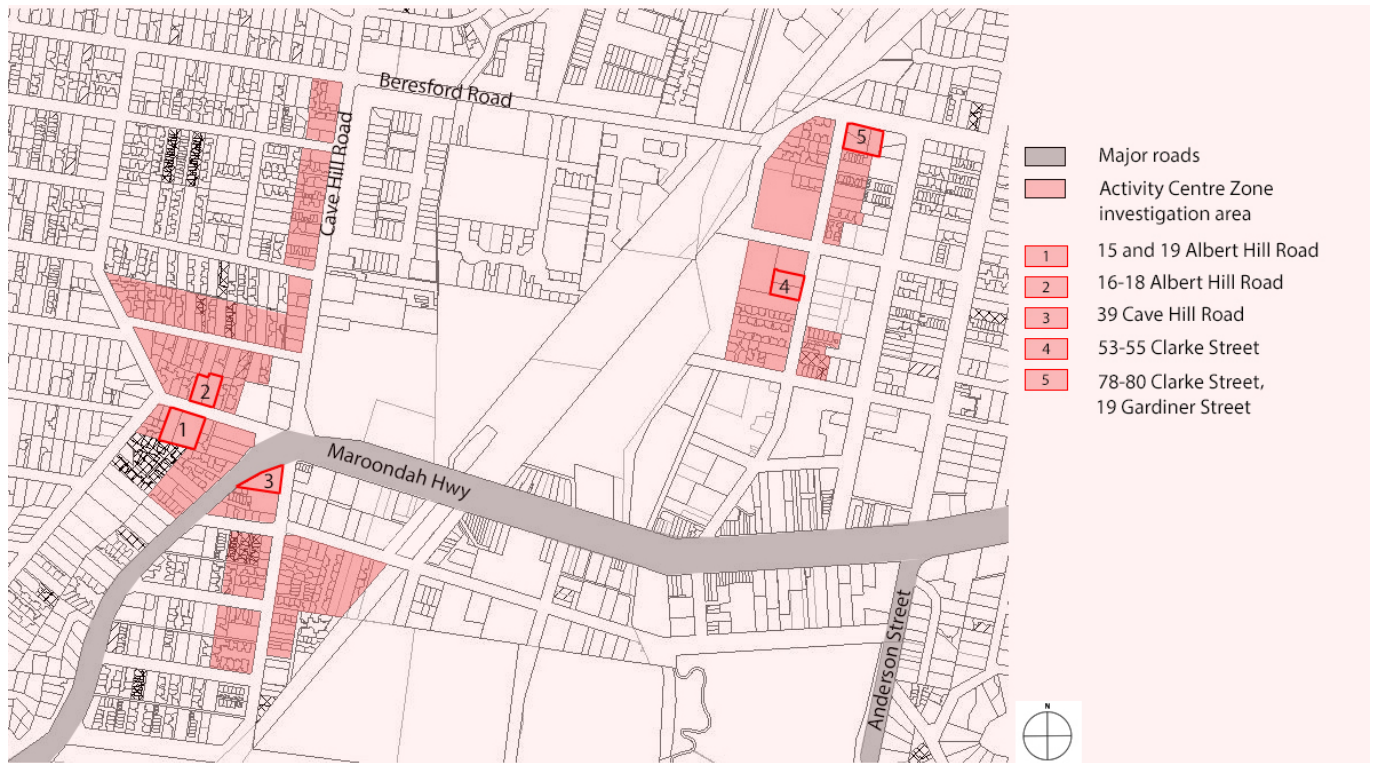 Beresford Road
Cave Hill Road
5
4
2
1
3
Maroondah Hwy
Anderson Street
Major roads
Activity Centre Zone
investigation area
1 15 and 19 Albert Hill Road
2 16-18 Albert Hill Road
3 39 Cave Hill Road
4 53-55 Clarke Street
5 78-80 Clarke Street,
19 Gardiner Street
N